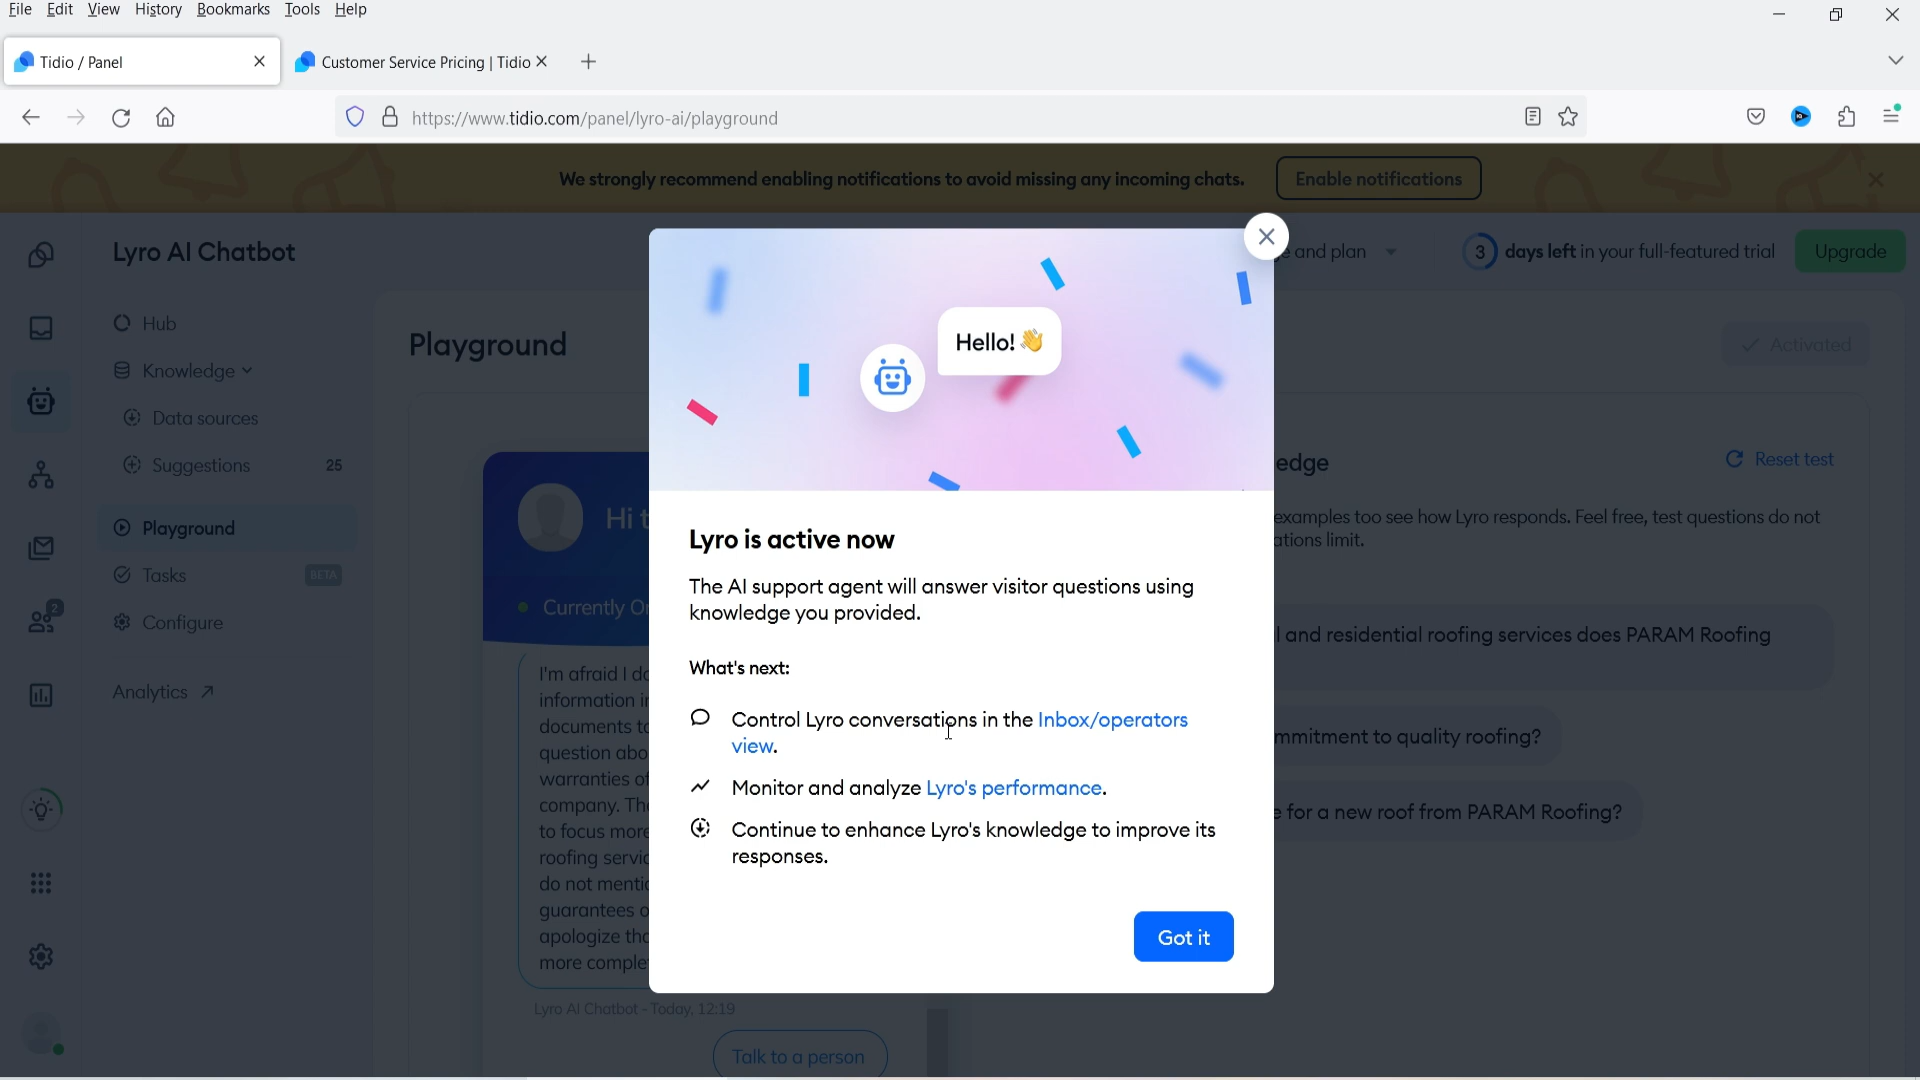 File Edit View History Bookmarks Tools Help
Tidio / Panel
Customer Service Pricing | Tidio
https://www.tidio.com/panel/lyro-ai/playground
We strongly recommend enabling notifications to avoid missing any incoming chats.
Enable notifications
Lyro AI Chatbot
e and plan
3 days left in your full-featured trial
Upgrade
Hub
Knowledge
Data sources
Suggestions 25
Playground
Tasks BETA
Configure
Analytics
2
Playground
Activated
Hi
Currently
I'm afraid I
information
documents
question
warranties
company.
to focus more
roofing
do not
guarantees
apologize
more
Lyro AI Chatbot - Today, 12:19
Talk to a person
Hello! 👋
Lyro is active now
The AI support agent will answer visitor questions using
knowledge you provided.
What's next:
Control Lyro conversations in the Inbox/operators
view.
Monitor and analyze Lyro's performance.
Continue to enhance Lyro's knowledge to improve its
responses.
Got it
edge
Reset test
examples too see how Lyro responds. Feel free, test questions do not
ations limit.
l and residential roofing services does PARAM Roofing
mmitment to quality roofing?
e for a new roof from PARAM Roofing?